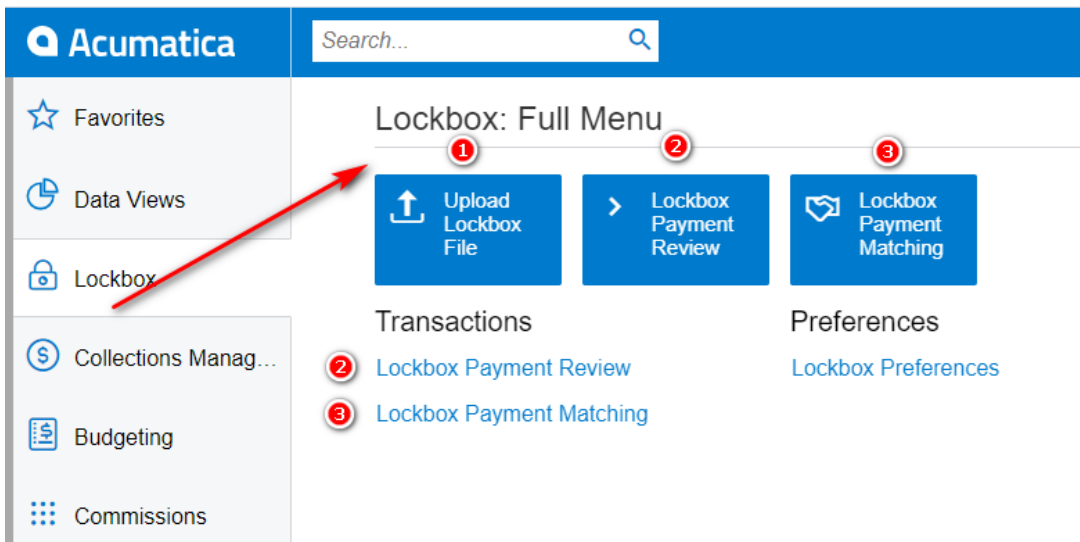 Acumatica
Search...
Favorites
Data Views
Lockbox
Collections Manag...
Budgeting
Commissions
Lockbox: Full Menu
1
2
3
Upload
Lockbox
File
Lockbox
Payment
Review
Lockbox
Payment
Matching
Transactions
2 Lockbox Payment Review
3 Lockbox Payment Matching
Preferences
Lockbox Preferences